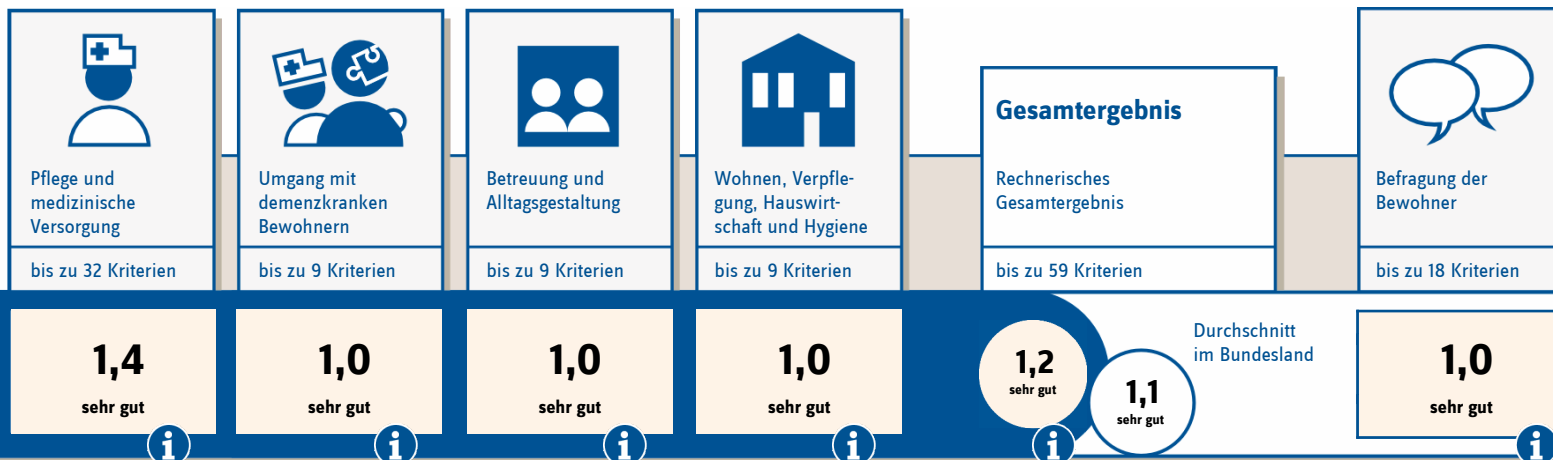 Pflege und
medizinische
Versorgung
bis zu 32 Kriterien
1,4
sehr gut
Umgang mit
demenzkranken
Bewohnern
bis zu 9 Kriterien
1,0
sehr gut
Betreuung und
Alltagsgestaltung
bis zu 9 Kriterien
1,0
sehr gut
Wohnen, Verpfle-
gung, Hauswirt-
schaft und Hygiene
bis zu 9 Kriterien
1,0
sehr gut
Gesamtergebnis
Rechnerisches
Gesamtergebnis
bis zu 59 Kriterien
1,2
sehr gut
Durchschnitt
im Bundesland
1,1
sehr gut
Befragung der
Bewohner
bis zu 18 Kriterien
1,0
sehr gut